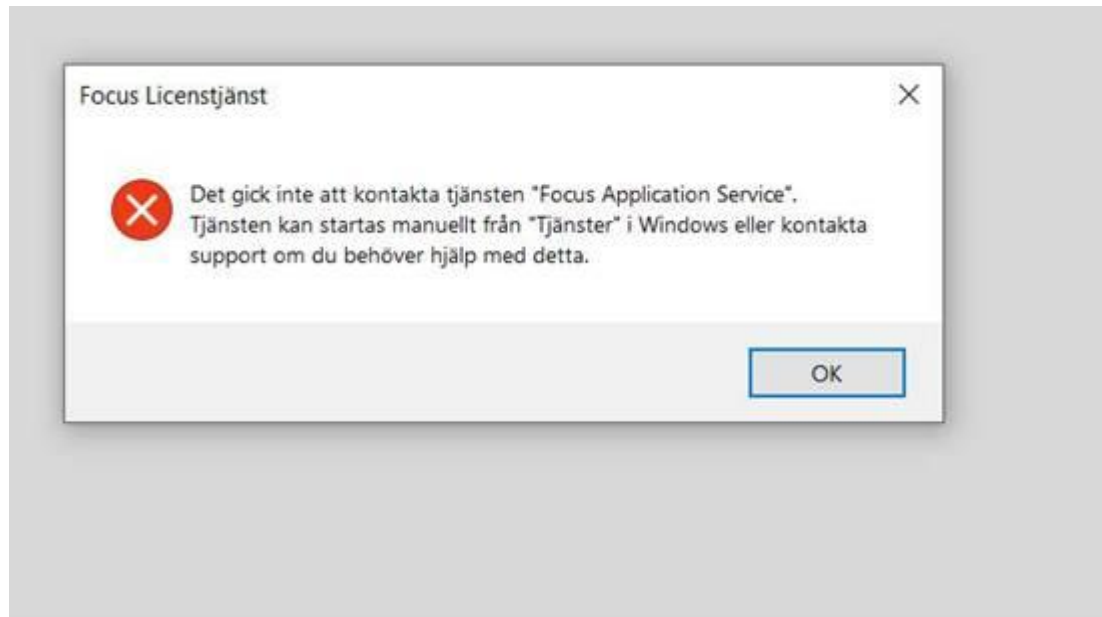 Focus Licenstjänst
Det gick inte att kontakta tjänsten "Focus Application Service".
Tjänsten kan startas manuellt från "Tjänster" i Windows eller kontakta
support om du behöver hjälp med detta.
OK